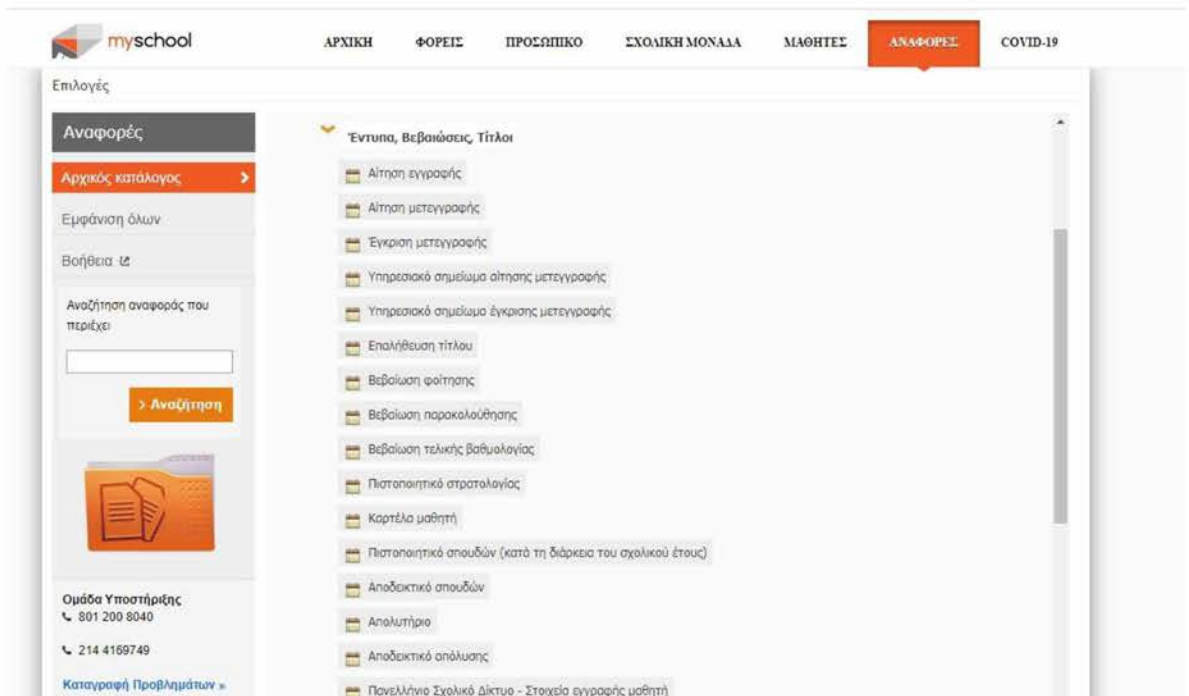 myschool
ΑΡΧΙΚΗ ΦΟΡΕΙΣ ΠΡΟΣΩΠΙΚΟ ΣΧΟΛΙΚΗ ΜΟΝΑΔΑ ΜΑΘΗΤΕΣ ΑΝΑΦΟΡΕΣ COVID-19
Επιλογές
Αναφορές
Αρχικός κατάλογος
Εμφάνιση όλων
Βοήθεια
Αναζήτηση αναφοράς που
περιέχει
> Αναζήτηση
Ομάδα Υποστήριξης
801 200 8040
214 4169749
Καταγραφή Προβλημάτων »
Έντυπα, Βεβαιώσεις, Τίτλοι
Αίτηση εγγραφής
Αίτηση μετεγγραφής
Έγκριση μετεγγραφής
Υπηρεσιακό σημείωμα αίτησης μετεγγραφής
Υπηρεσιακό σημείωμα έγκρισης μετεγγραφής
Επαλήθευση τίτλου
Βεβαίωση φοίτησης
Βεβαίωση παρακολούθησης
Βεβαίωση τελικής βαθμολογίας
Πιστοποιητικό στρατολογίας
Καρτέλα μαθητή
Πιστοποιητικό σπουδών (κατά τη διάρκεια του σχολικού έτους)
Αποδεικτικό σπουδών
Απολυτήριο
Αποδεικτικό απόλυσης
Πανελλήνιο Σχολικό Δίκτυο - Στοιχεία εγγραφής μαθητή